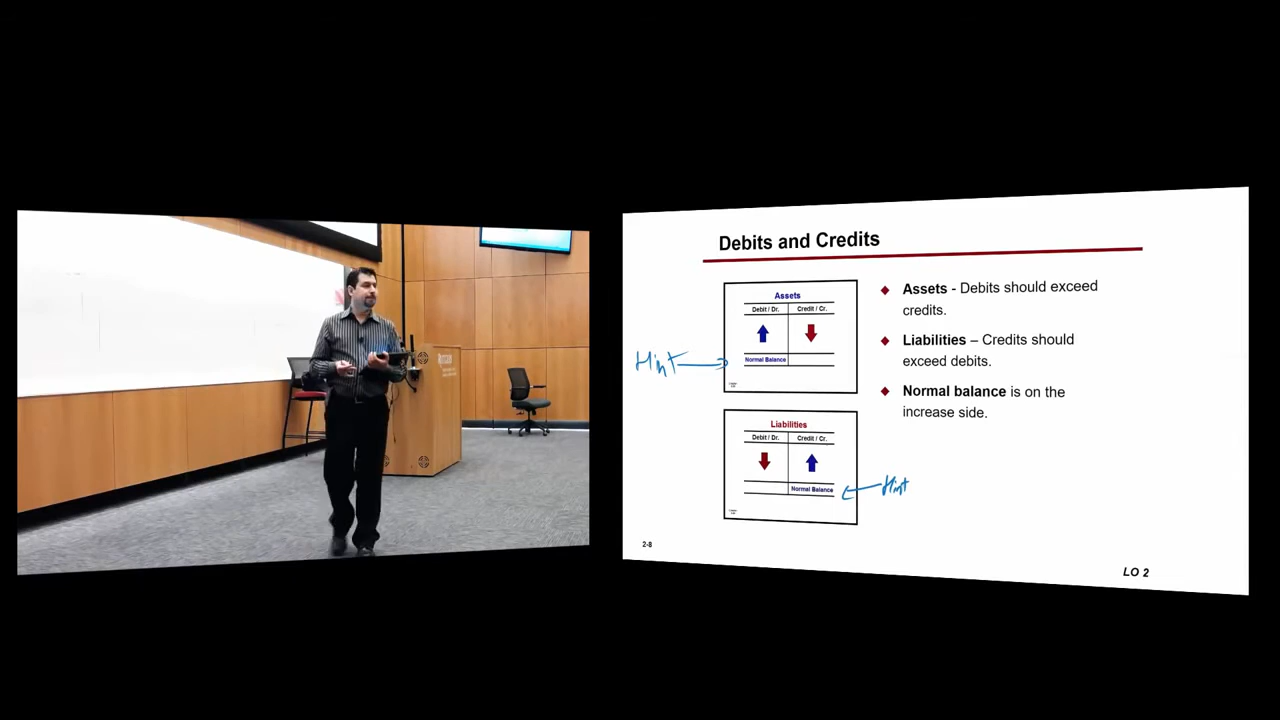 Debits and Credits
Assets
Debit / Dr. Credit / Cr.
Normal Balance
Hint
Liabilities
Debit / Dr. Credit / Cr.
Normal Balance
Hint
Assets - Debits should exceed
credits.
Liabilities – Credits should
exceed debits.
Normal balance is on the
increase side.
2-8
LO 2